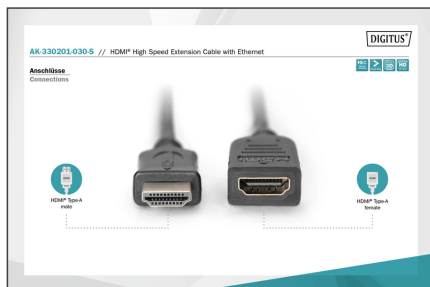 DIGITUS®
AK-330201-030-S // HDMI® High Speed Extension Cable with Ethernet
Anschlüsse
Connections
HDMI® Type-A
male
HDMI® Type-A
female